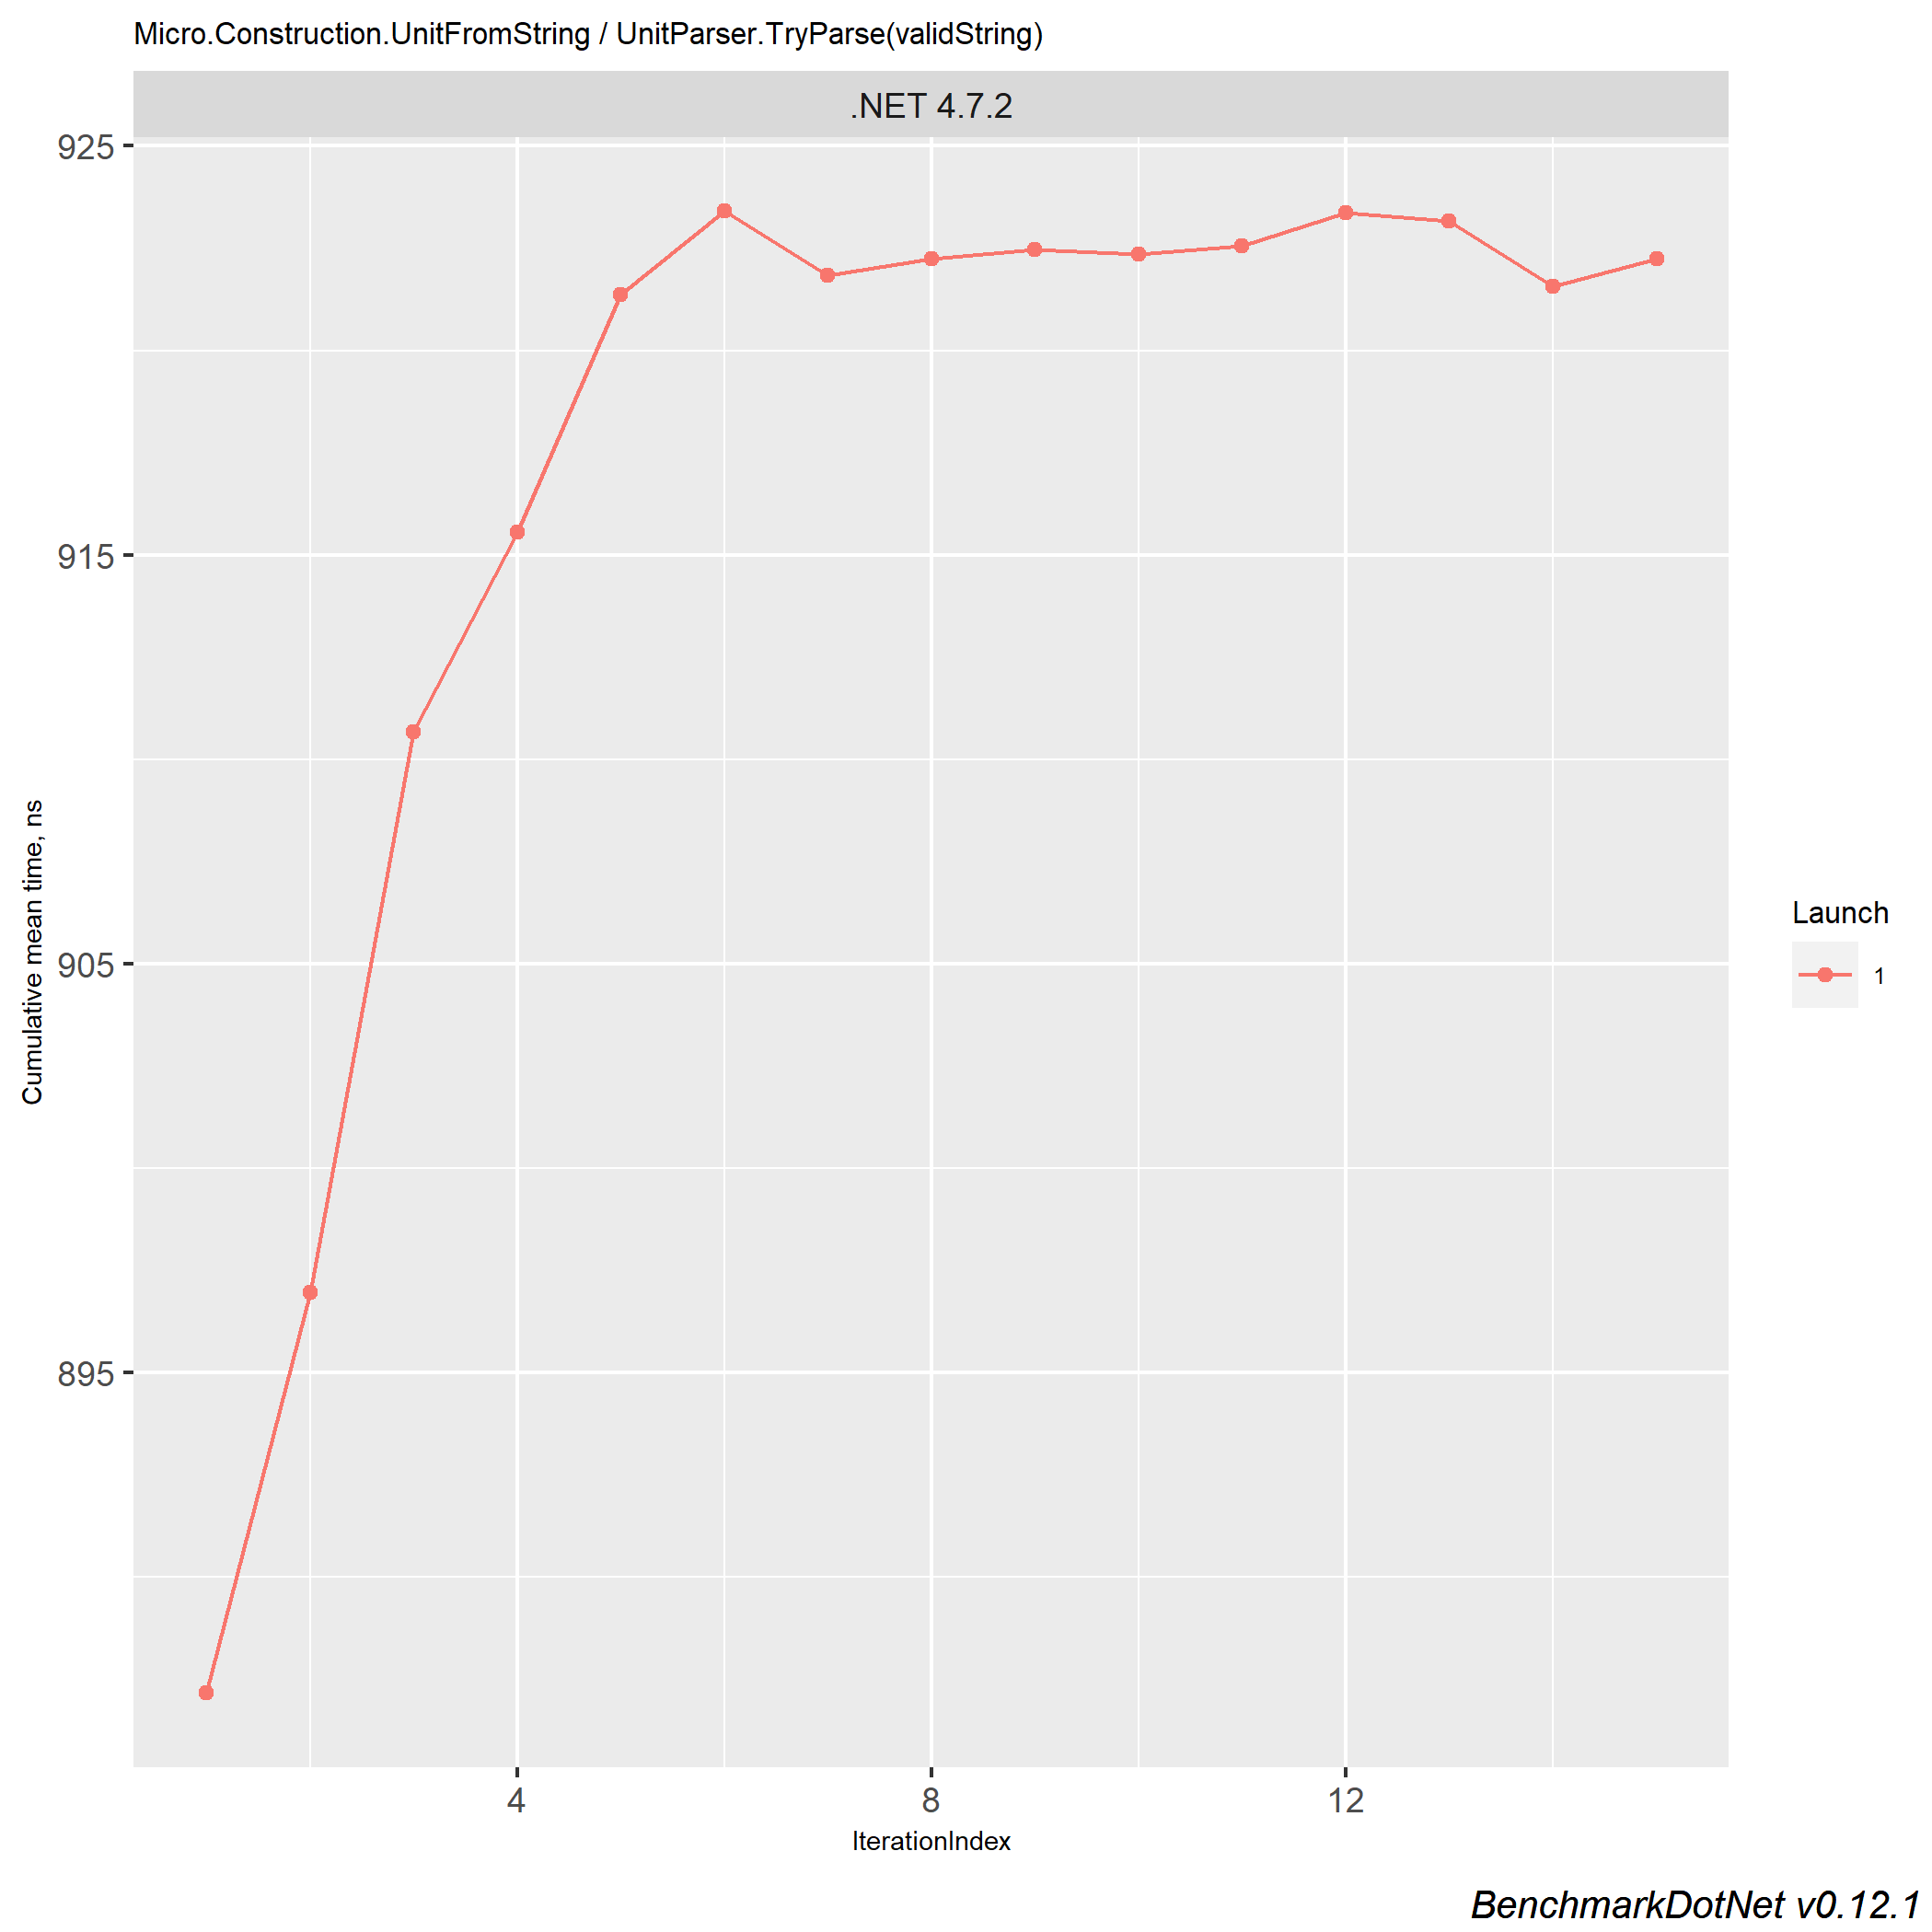 Micro.Construction.UnitFromString / UnitParser.TryParse(validString)
.NET 4.7.2
925
915
905
895
Cumulative mean time, ns
4
8
12
IterationIndex
Launch
1
BenchmarkDotNet v0.12.1